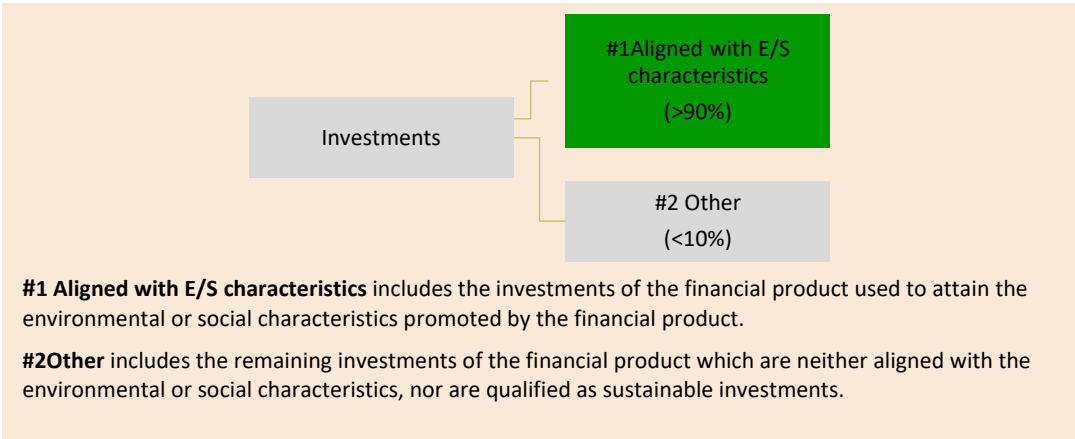 #1Aligned with E/S
characteristics
(>90%)
Investments
#2 Other
(<10%)
#1 Aligned with E/S characteristics includes the investments of the financial product used to attain the
environmental or social characteristics promoted by the financial product.
#2Other includes the remaining investments of the financial product which are neither aligned with the
environmental or social characteristics, nor are qualified as sustainable investments.